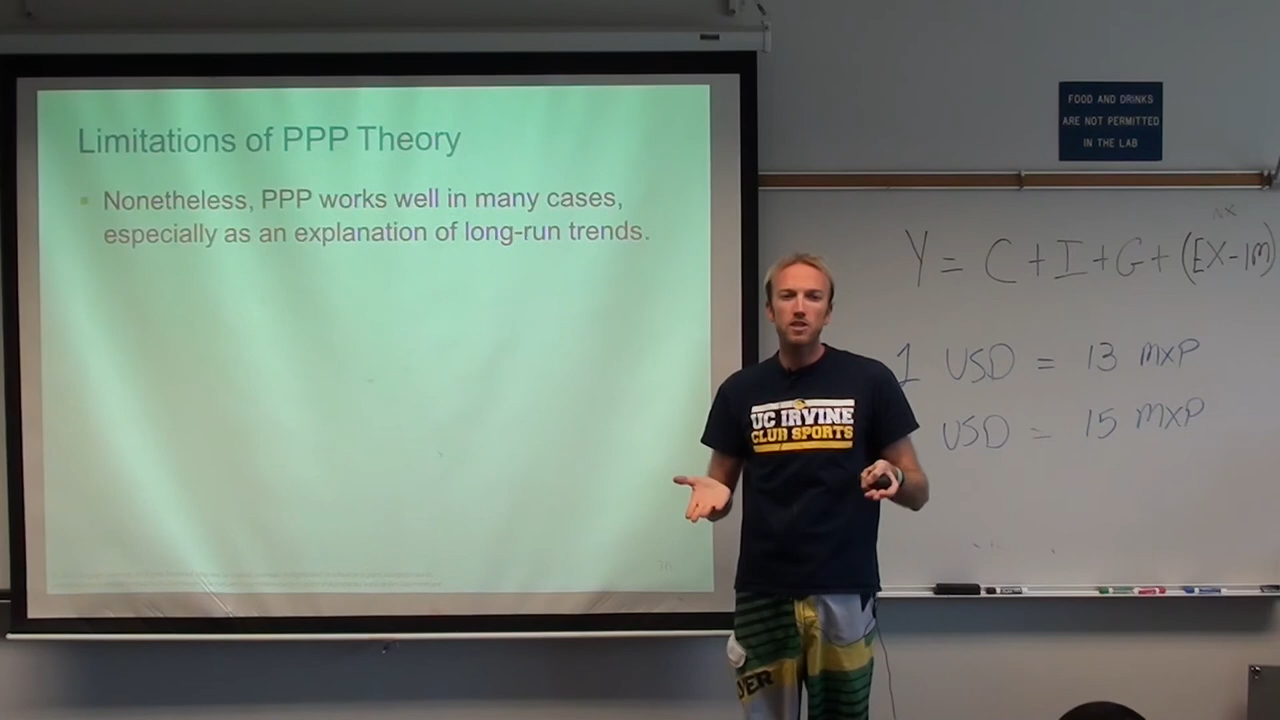 Limitations of PPP Theory
Nonetheless, PPP works well in many cases,
especially as an explanation of long-run trends.
36
FOOD AND DRINKS
ARE NOT PERMITTED
IN THE LAB
NX
Y = C + I + G + (EX - IM)
1 USD = 13 MXP
USD = 15 MXP
UC IRVINE
CLUB SPORTS